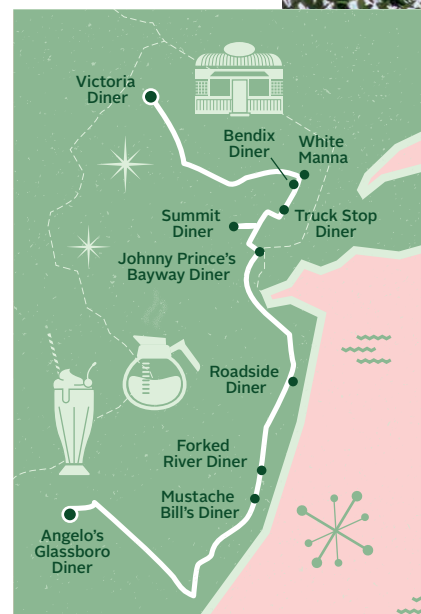 Victoria
Diner
Bendix
Diner
White
Manna
Summit
Diner
Truck Stop
Diner
Johnny Prince's
Bayway Diner
Roadside
Diner
Forked
River Diner
Mustache
Bill's Diner
Angelo's
Glassboro
Diner